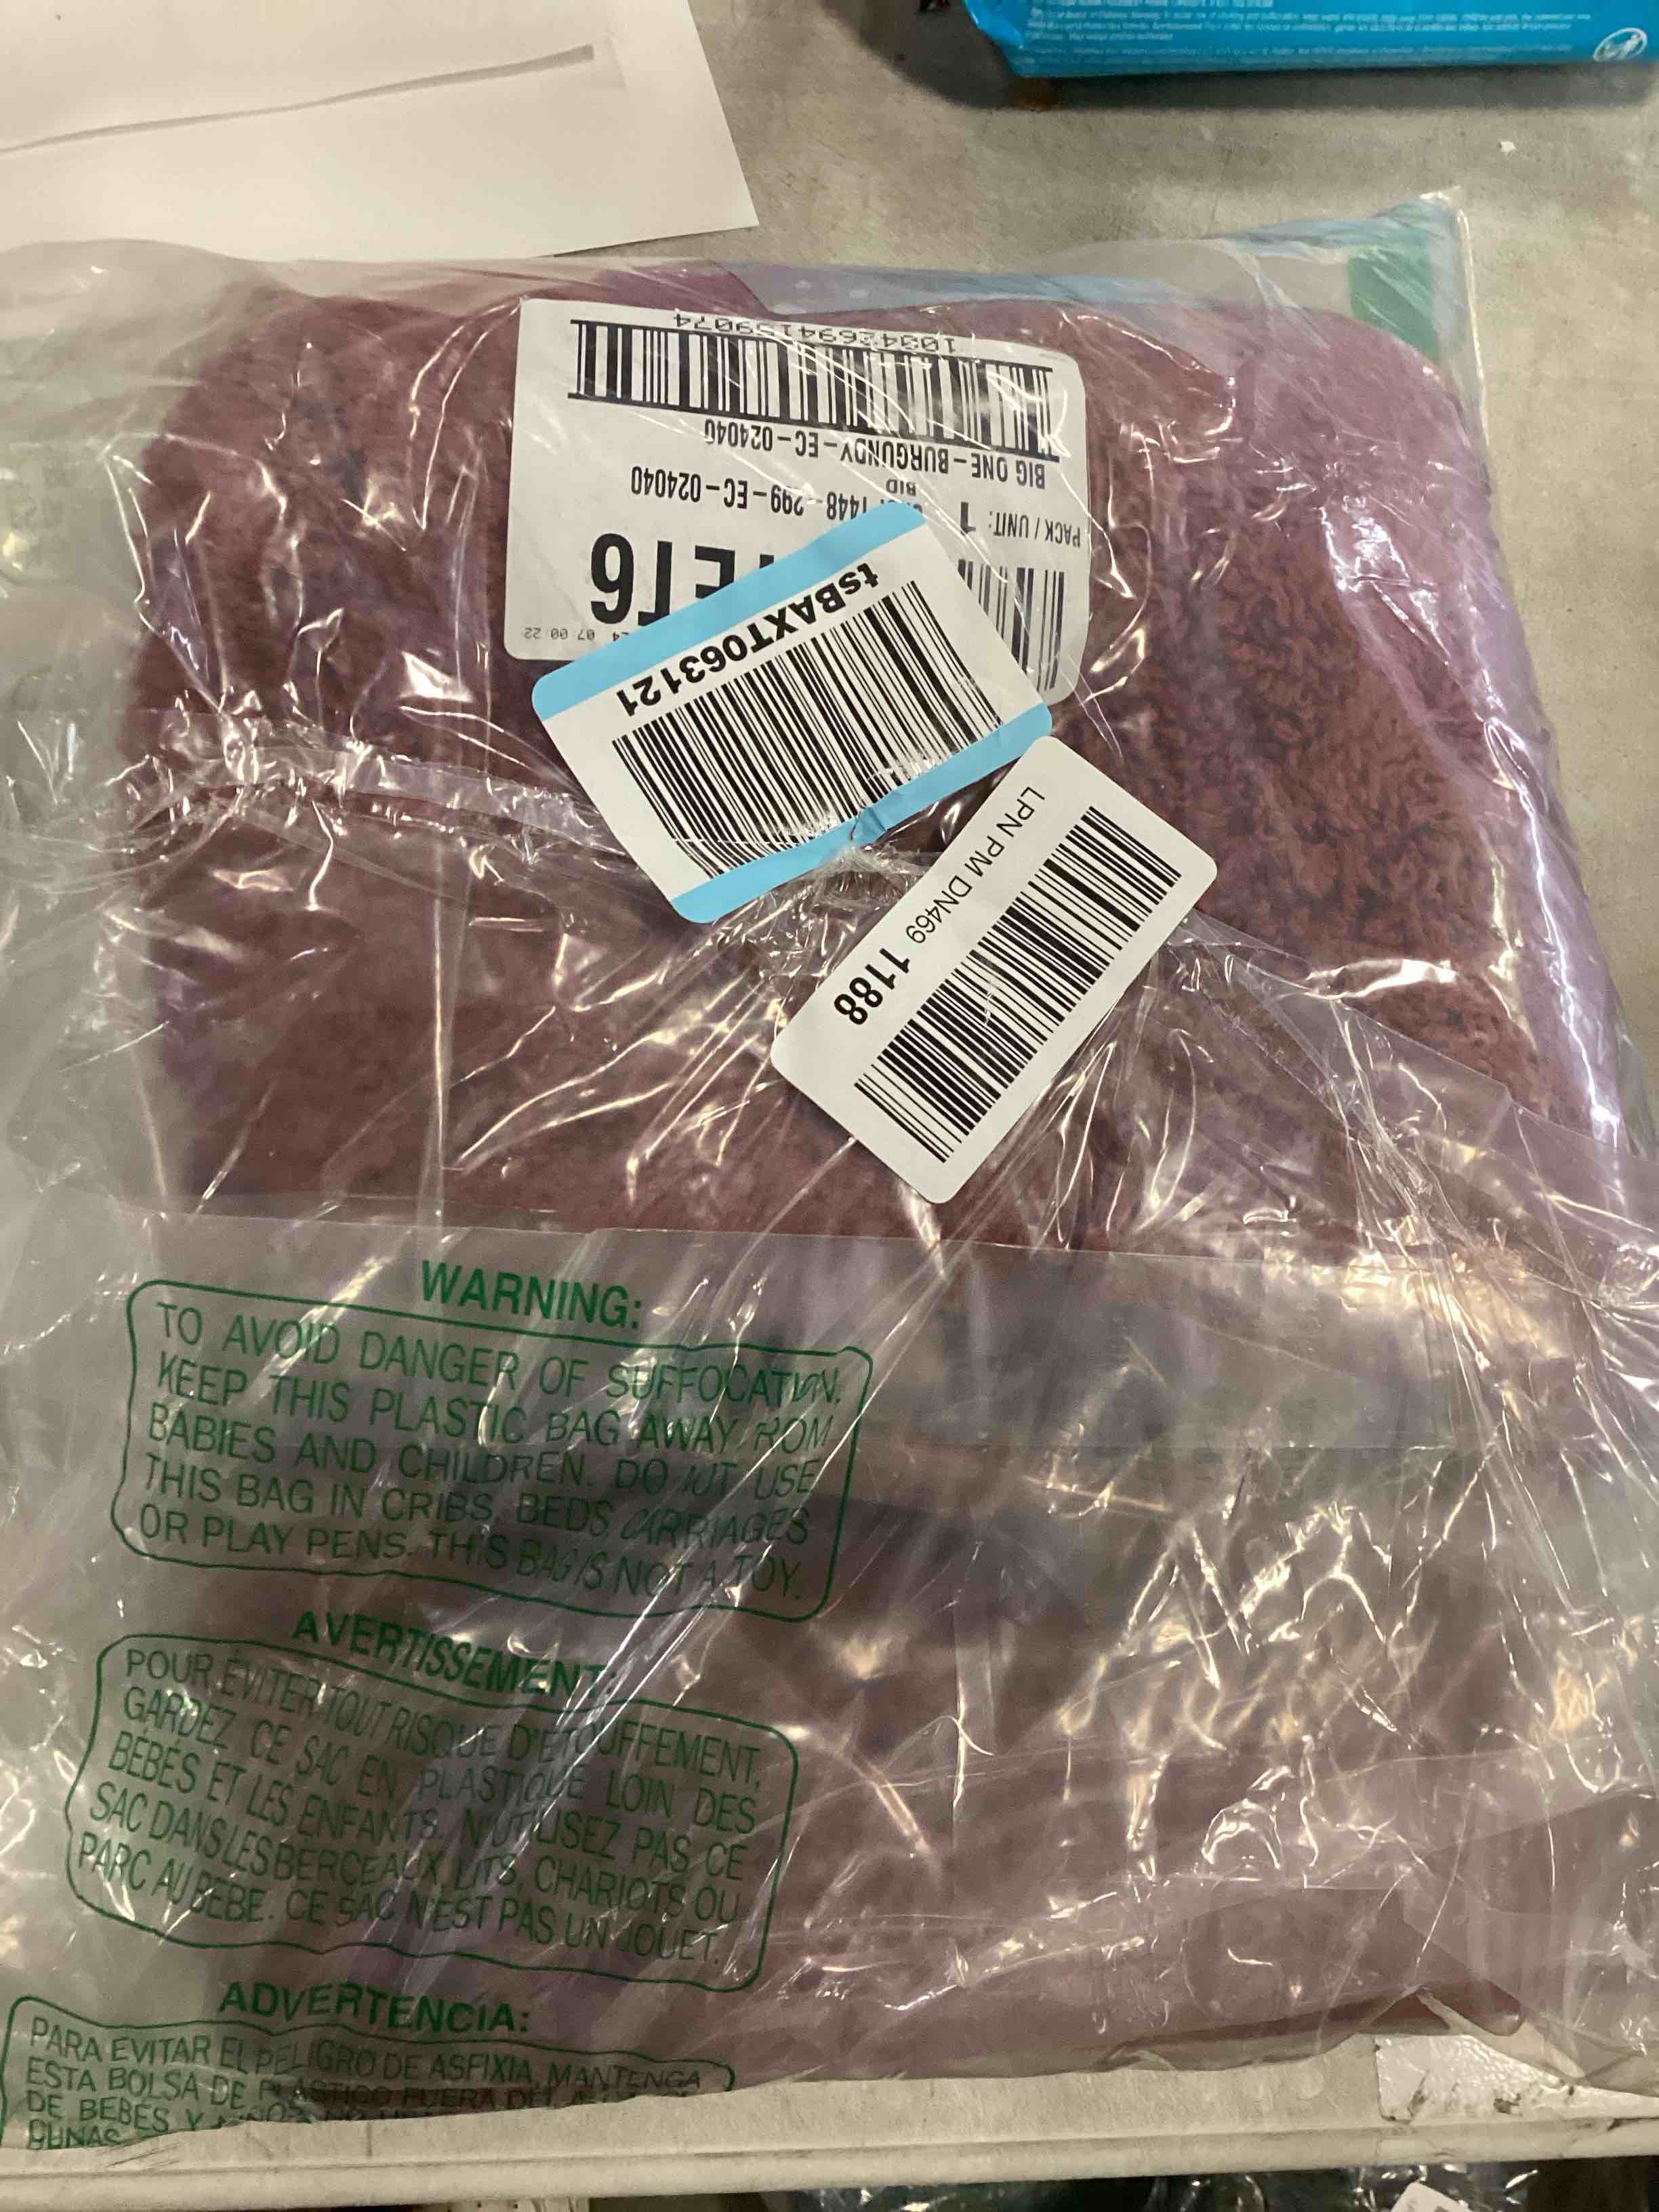 10342694159074
BIG ONE-BURGUNDY-EC-024040
BID
1448-299-EC-024040
PACK / UNIT: 1
07 00 22
tsBAXT063121
LPN PM DN469 1188
WARNING:
TO AVOID DANGER OF SUFFOCATION,
KEEP THIS PLASTIC BAG AWAY FROM
BABIES AND CHILDREN. DO NOT USE
THIS BAG IN CRIBS, BEDS CARRIAGES
OR PLAY PENS. THIS BAG IS NOT A TOY.
AVERTISSEMENT:
POUR ÉVITER TOUT RISQUE D'ÉTOUFFEMENT,
GARDEZ CE SAC EN PLASTIQUE LOIN DES
BÉBÉS ET LES ENFANTS. N'UTILISEZ PAS CE
SAC DANS LES BERCEAUX, LITS, CHARIOTS OU
PARC AU BEBE. CE SAC N'EST PAS UN JOUET.
ADVERTENCIA:
PARA EVITAR EL PELIGRO DE ASFIXIA, MANTENGA
ESTA BOLSA DE PLASTICO FUERA DEL
DE BEBÉS Y